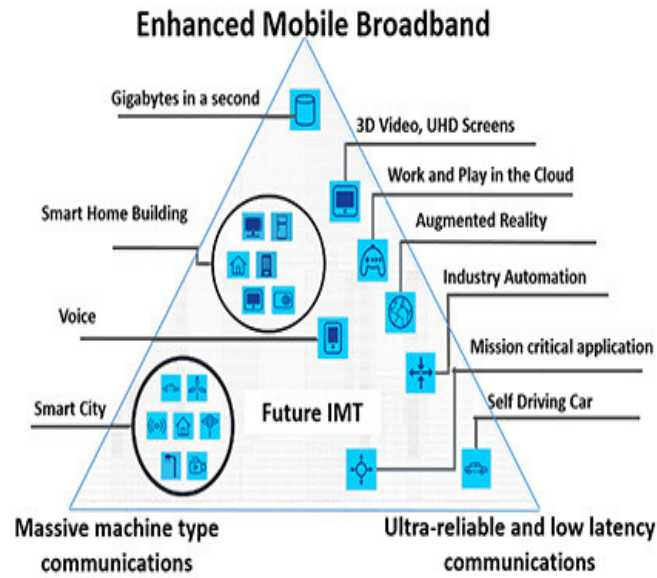 Enhanced Mobile Broadband
Gigabytes in a second
3D Video, UHD Screens
Work and Play in the Cloud
Smart Home Building
Augmented Reality
Industry Automation
Voice
Mission critical application
Smart City
Future IMT
Self Driving Car
Massive machine type
communications
Ultra-reliable and low latency
communications